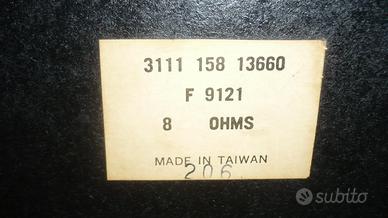 3111 158 13660
F 9121
8 OHMS
MADE IN TAIWAN
206
subito